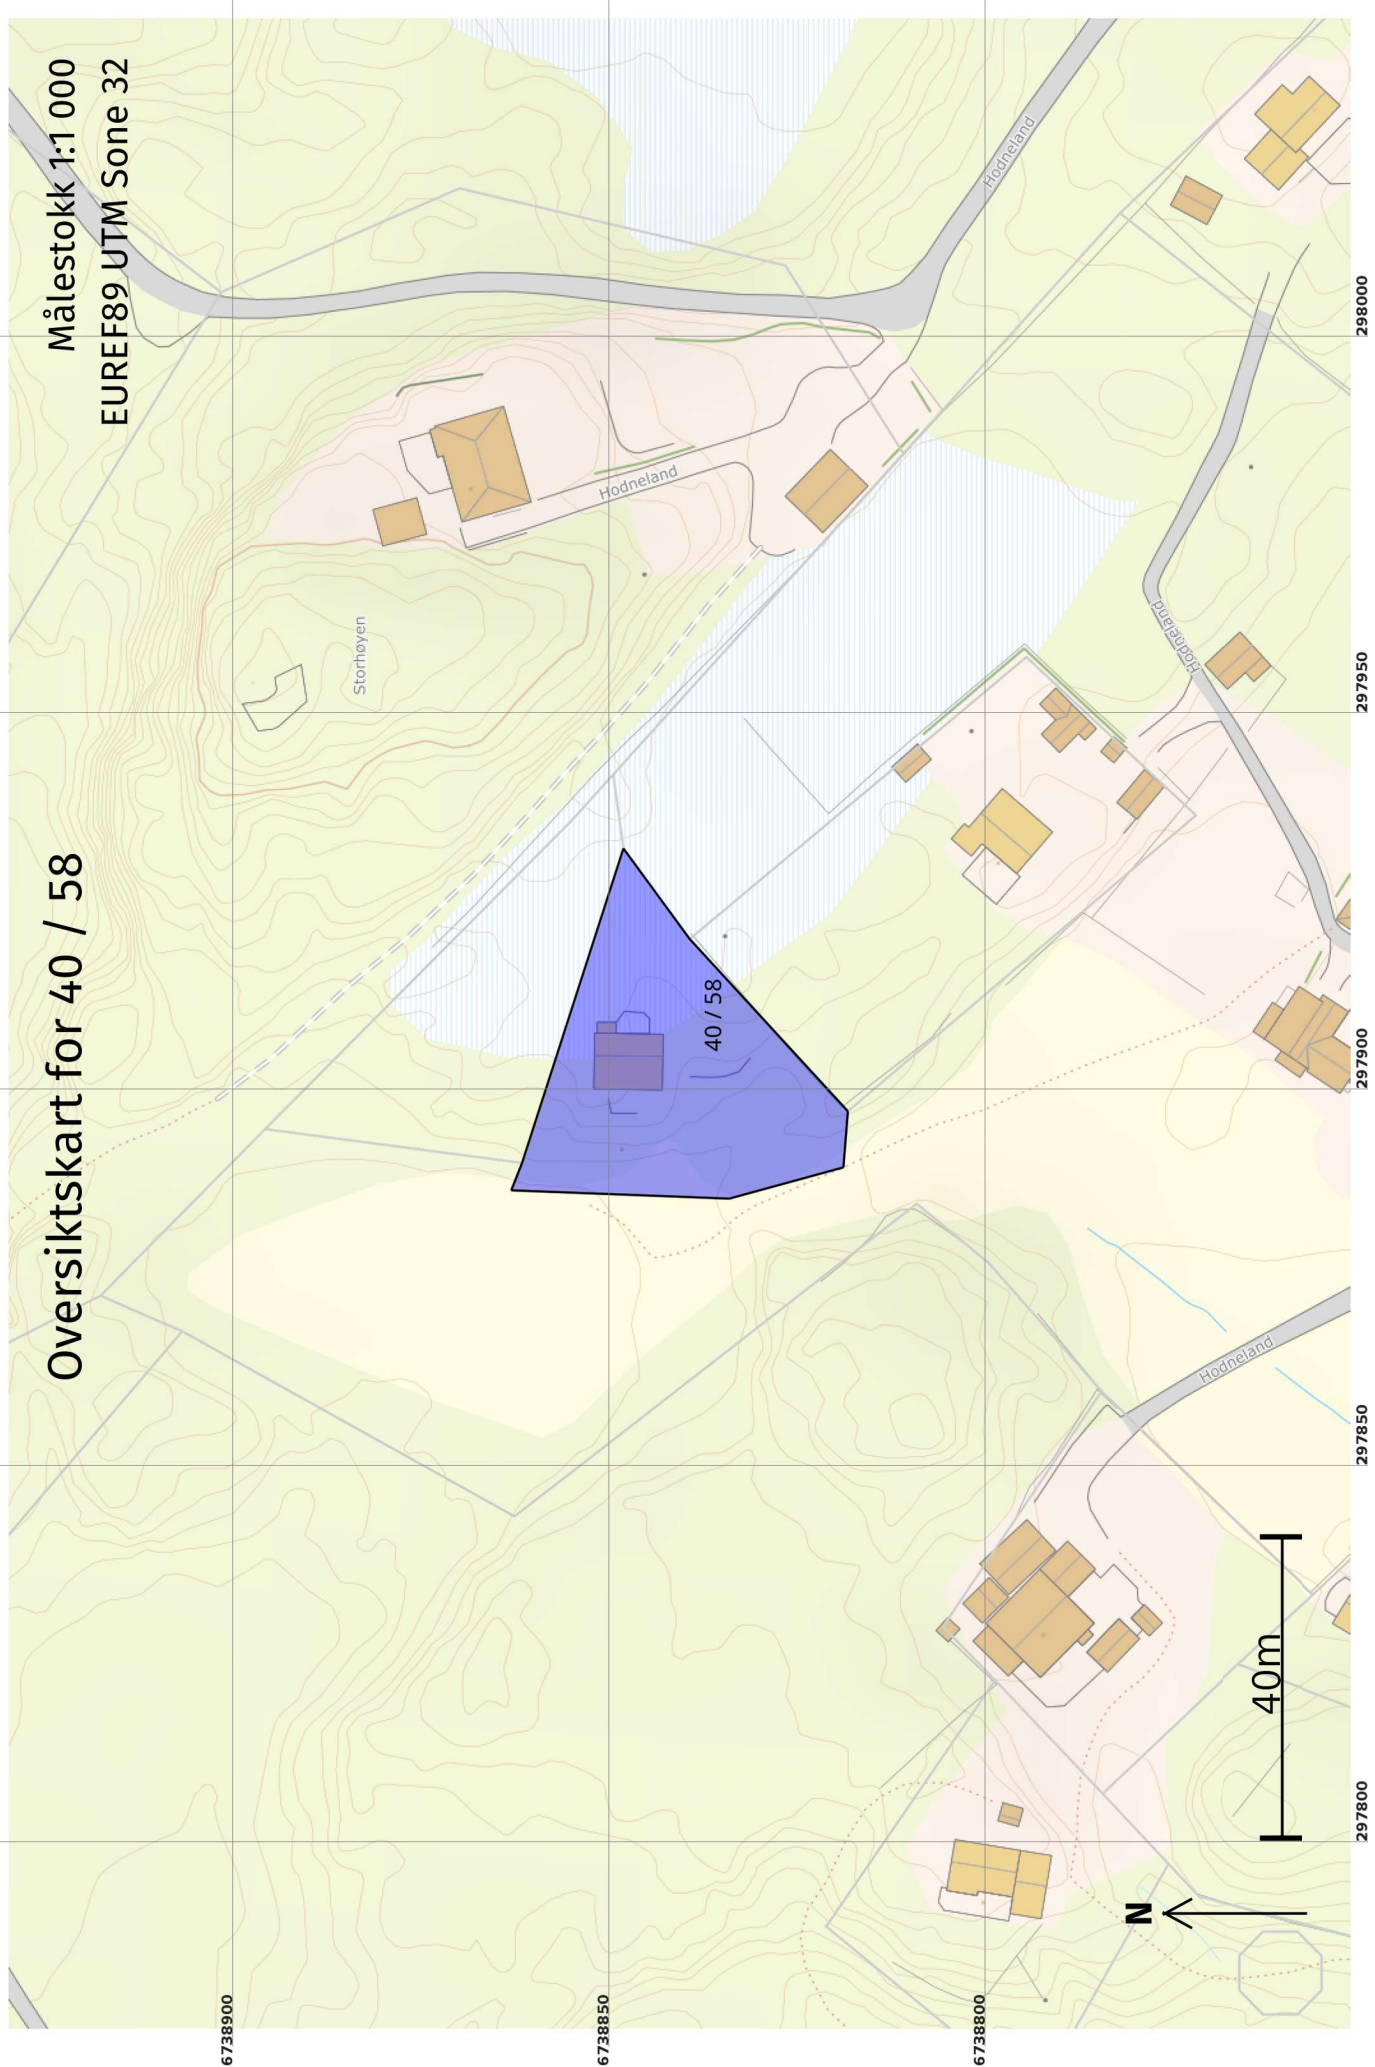 Oversiktskart for 40 / 58
Målestokk 1:1 000
EUREF89 UTM Sone 32
Hodneland
Storhøyen
Hodneland
40 / 58
Hodneland
Hodneland
40m
N
6738900
6738850
6738800
297800
297850
297900
297950
298000